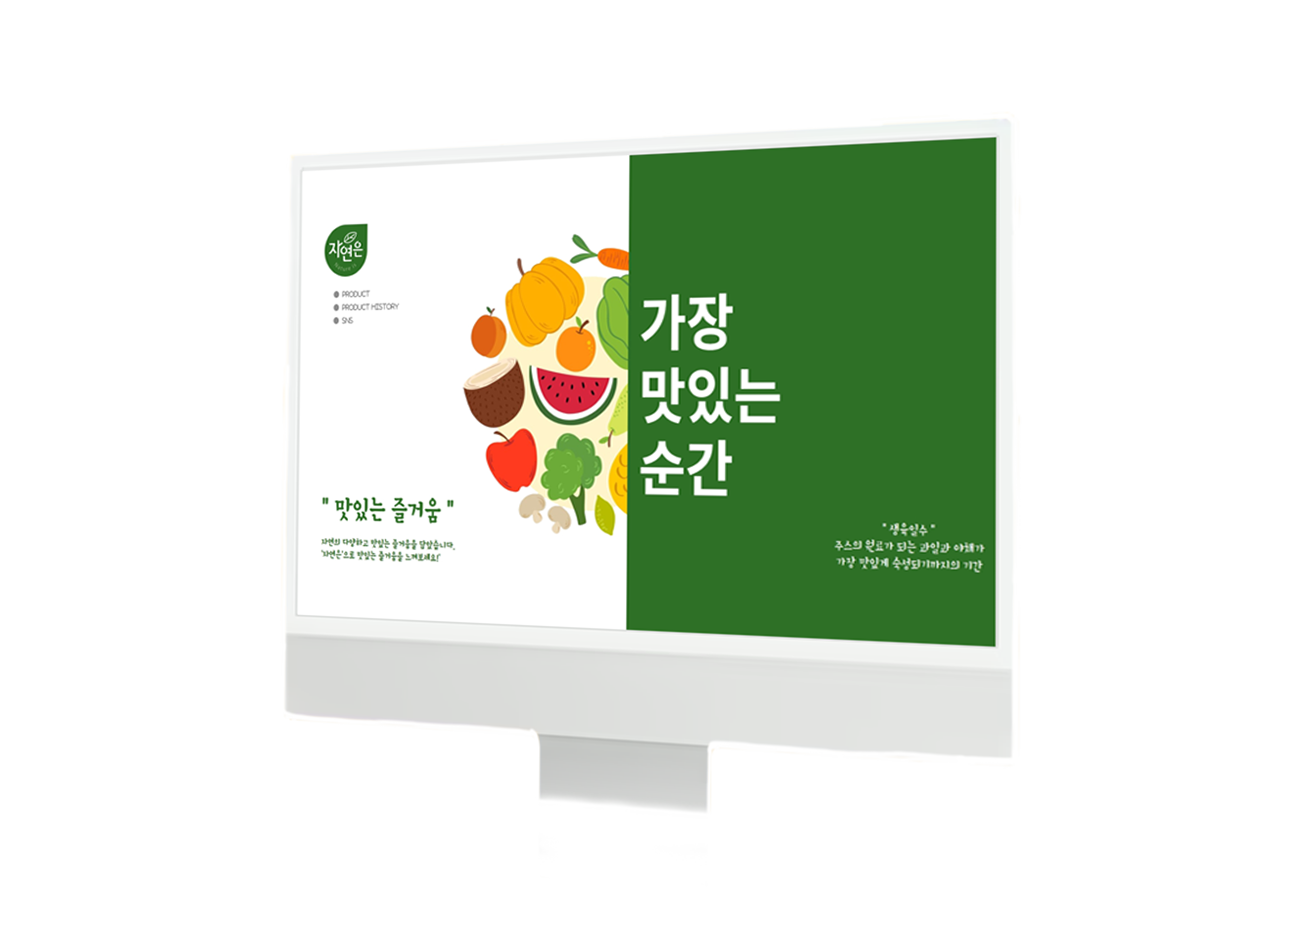 자연은
PRODUCT
PRODUCT HISTORY
SNS
" 맛있는 즐거움 "
자연의 다양하고 맛있는 즐거움을 담았습니다.
'자연은'으로 맛있는 즐거움을 느껴보세요!
가장
맛있는
순간
" 생육일수 "
주스의 원료가 되는 과일과 야채가
가장 맛있게 숙성되기까지의 기간